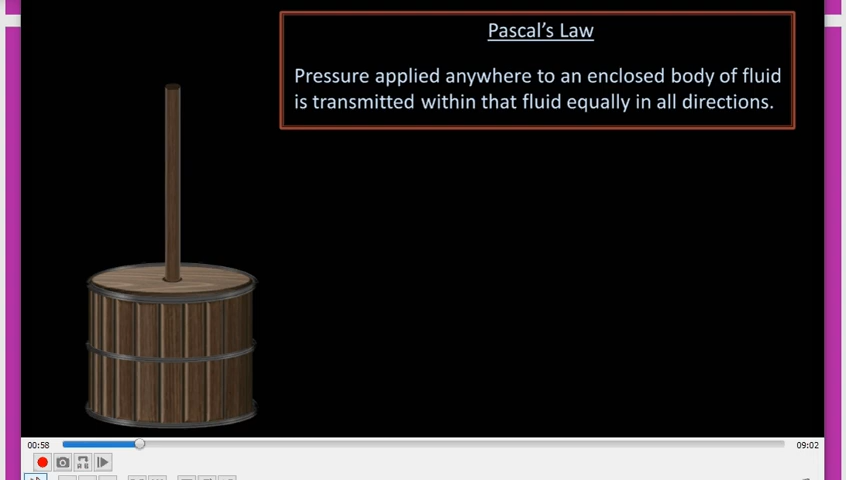 Pascal’s Law
Pressure applied anywhere to an enclosed body of fluid
is transmitted within that fluid equally in all directions.
00:58
09:02